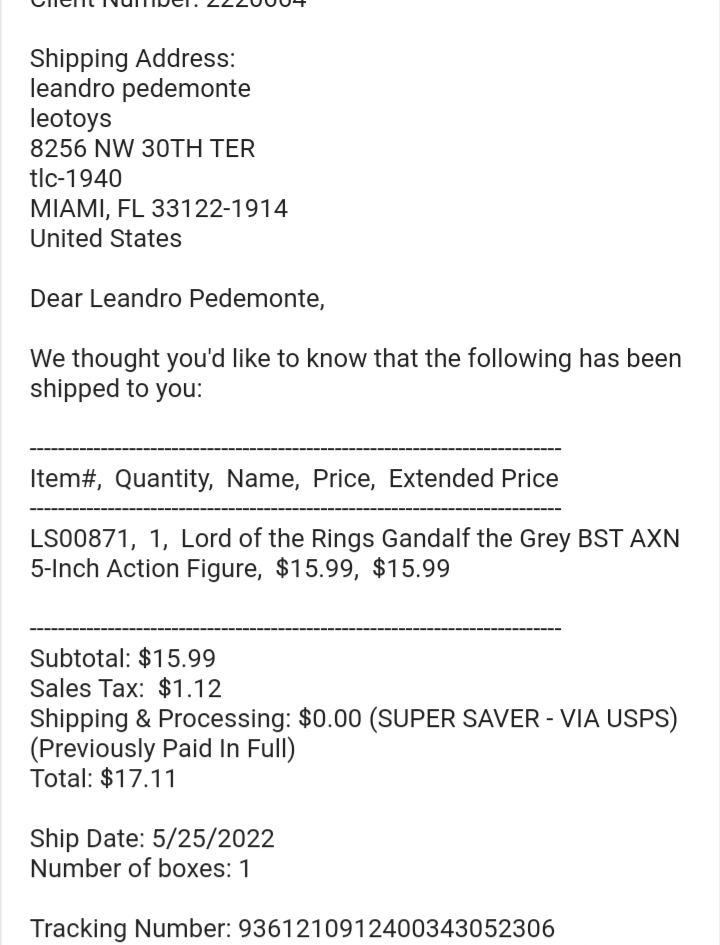 Client Number: 2220664
Shipping Address:
leandro pedemonte
leotoys
8256 NW 30TH TER
tlc-1940
MIAMI, FL 33122-1914
United States
Dear Leandro Pedemonte,
We thought you'd like to know that the following has been
shipped to you:
----------------------------------------------------------------------------
Item#,  Quantity,  Name,  Price,  Extended Price
----------------------------------------------------------------------------
LS00871,  1,  Lord of the Rings Gandalf the Grey BST AXN
5-Inch Action Figure,  $15.99,  $15.99
----------------------------------------------------------------------------
Subtotal: $15.99
Sales Tax:  $1.12
Shipping & Processing: $0.00 (SUPER SAVER - VIA USPS)
(Previously Paid In Full)
Total: $17.11
Ship Date: 5/25/2022
Number of boxes: 1
Tracking Number: 9361210912400343052306